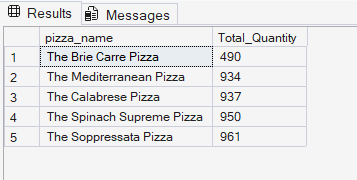 Results Messages
pizza_name Total_Quantity
1 The Brie Carre Pizza 490
2 The Mediterranean Pizza 934
3 The Calabrese Pizza 937
4 The Spinach Supreme Pizza 950
5 The Soppressata Pizza 961